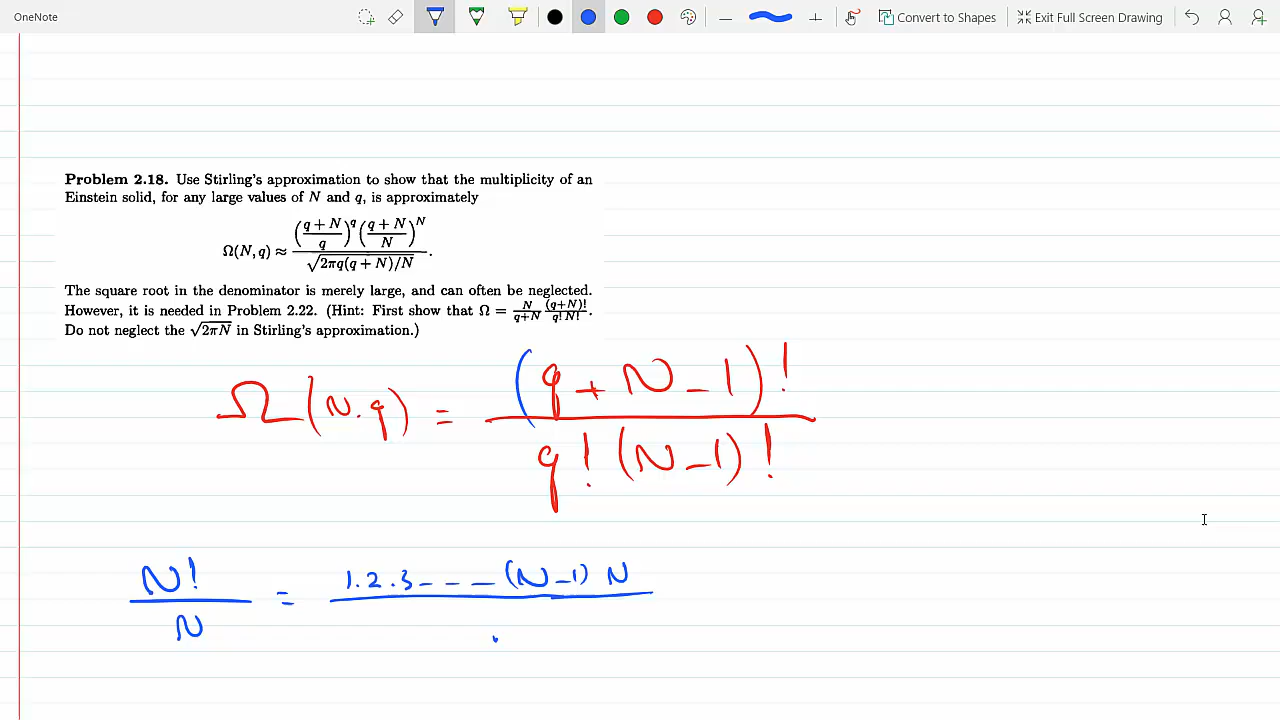 OneNote
Convert to Shapes
Exit Full Screen Drawing
Problem 2.18. Use Stirling's approximation to show that the multiplicity of an
Einstein solid, for any large values of N and q, is approximately
Ω(N, q) ≈ ((q+N)/q)^q ((q+N)/N)^N / √(2πq(q + N)/N).
The square root in the denominator is merely large, and can often be neglected.
However, it is needed in Problem 2.22. (Hint: First show that Ω = N/(q+N) (q+N)!/(q! N!).
Do not neglect the √(2πN) in Stirling's approximation.)
Ω(N.q) = (q + N - 1)! / q! (N - 1)!
N! / N = 1.2.3 - - - (N-1) N